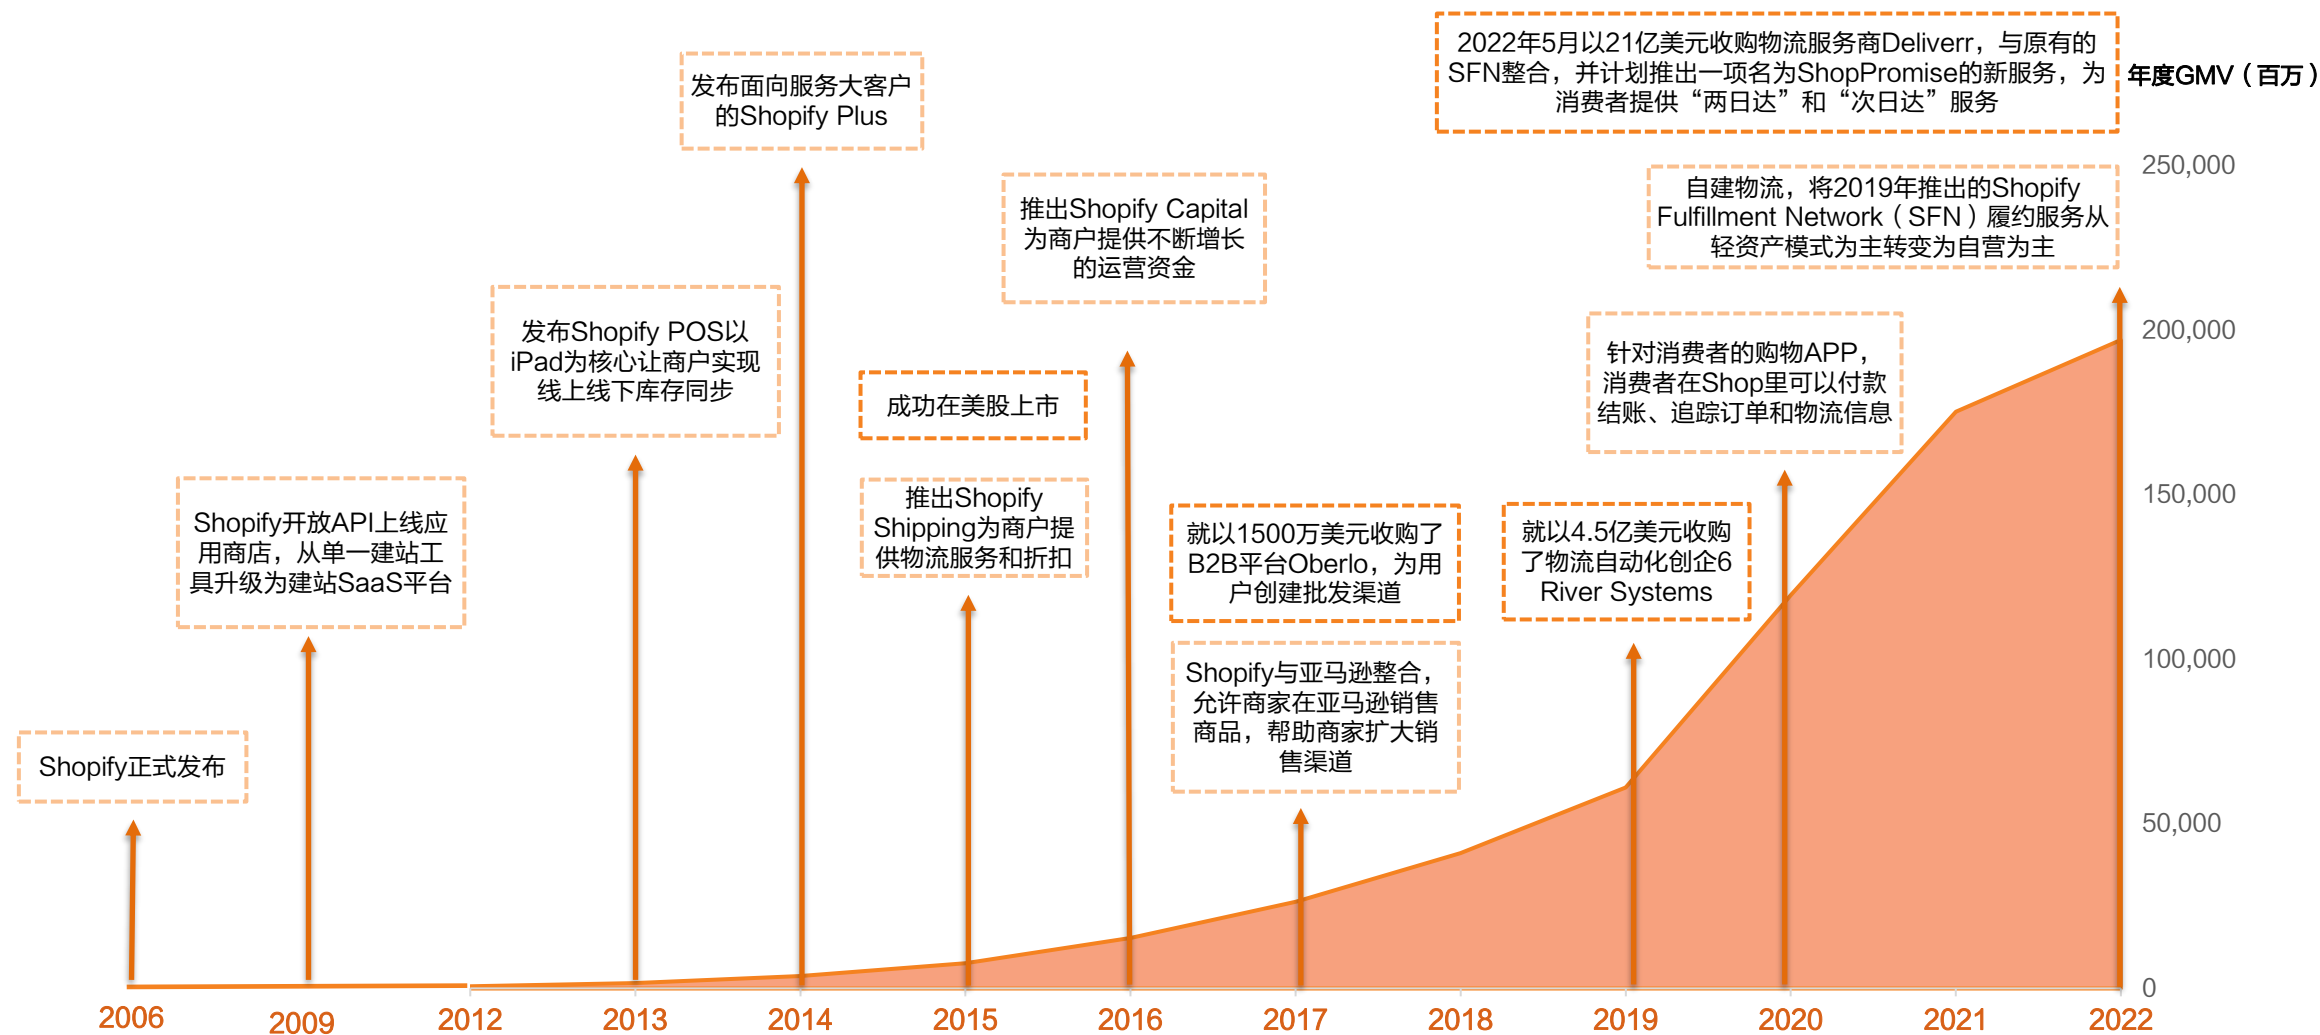 2022年5月以21亿美元收购物流服务商Deliverr，与原有的
SFN整合，并计划推出一项名为ShopPromise的新服务，为
消费者提供“两日达”和“次日达”服务
年度GMV（百万）
发布面向服务大客户
的Shopify Plus
自建物流，将2019年推出的Shopify
Fulfillment Network（SFN）履约服务从
轻资产模式为主转变为自营为主
推出Shopify Capital
为商户提供不断增长
的运营资金
发布Shopify POS以
iPad为核心让商户实现
线上线下库存同步
针对消费者的购物APP，
消费者在Shop里可以付款
结账、追踪订单和物流信息
成功在美股上市
推出Shopify
Shipping为商户提
供物流服务和折扣
Shopify开放API上线应
用商店，从单一建站工
具升级为建站SaaS平台
就以1500万美元收购了
B2B平台Oberlo，为用
户创建批发渠道
就以4.5亿美元收购
了物流自动化创企6
River Systems
Shopify与亚马逊整合，
允许商家在亚马逊销售
商品，帮助商家扩大销
售渠道
Shopify正式发布
250,000
200,000
150,000
100,000
50,000
0
2006
2009
2012
2013
2014
2015
2016
2017
2018
2019
2020
2021
2022